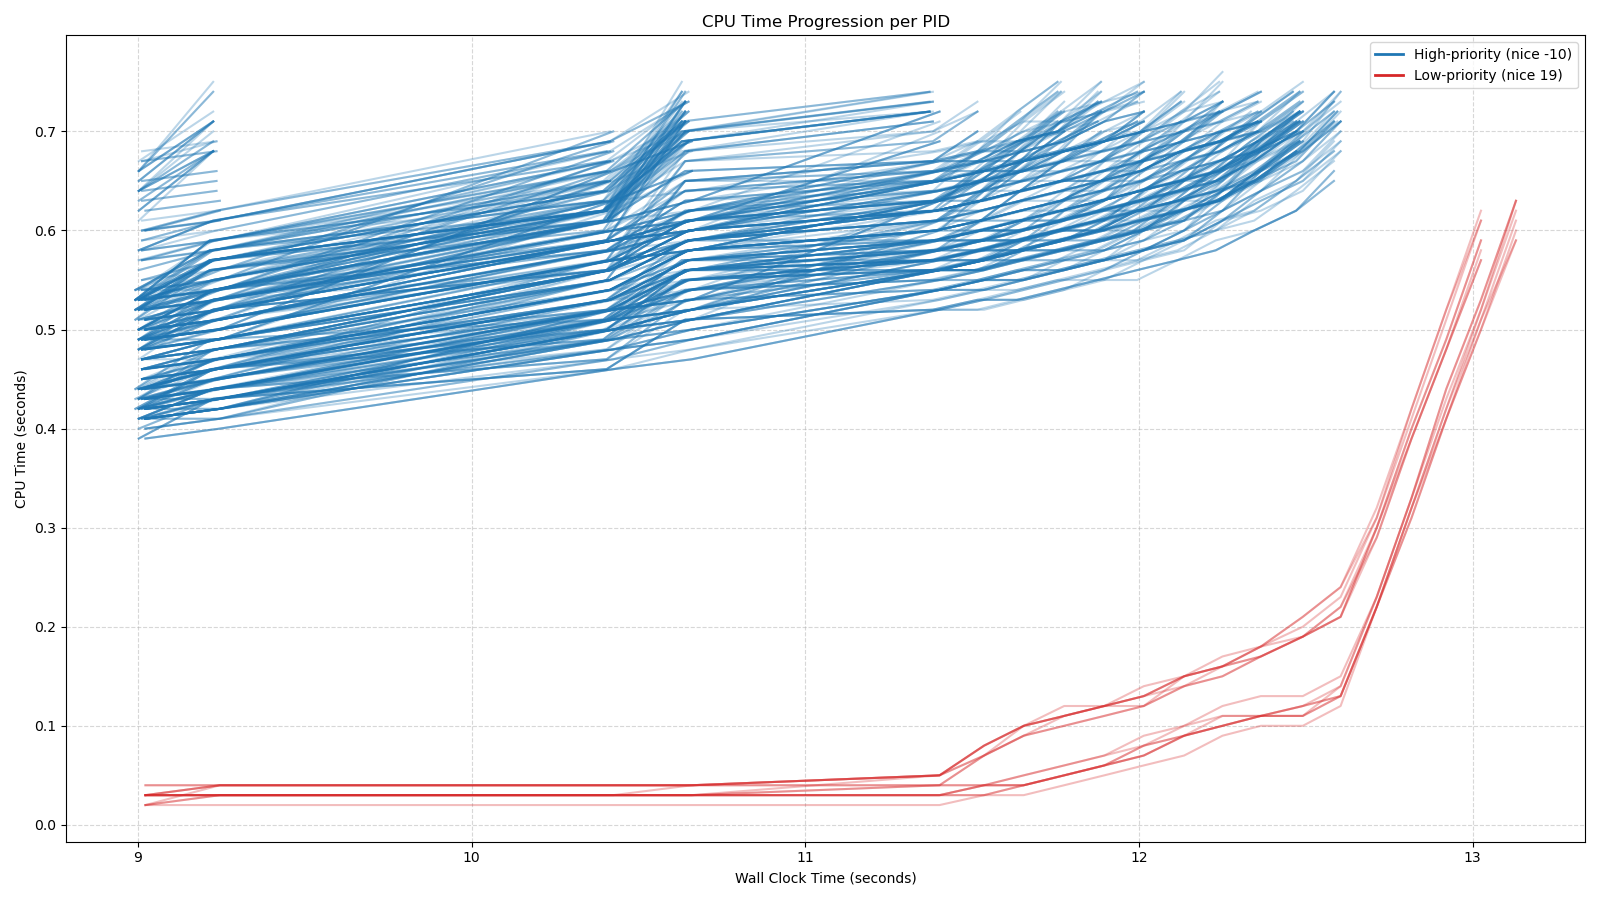 CPU Time Progression per PID
High-priority (nice -10)
Low-priority (nice 19)
CPU Time (seconds)
0.7
0.6
0.5
0.4
0.3
0.2
0.1
0.0
9
10
11
12
13
Wall Clock Time (seconds)